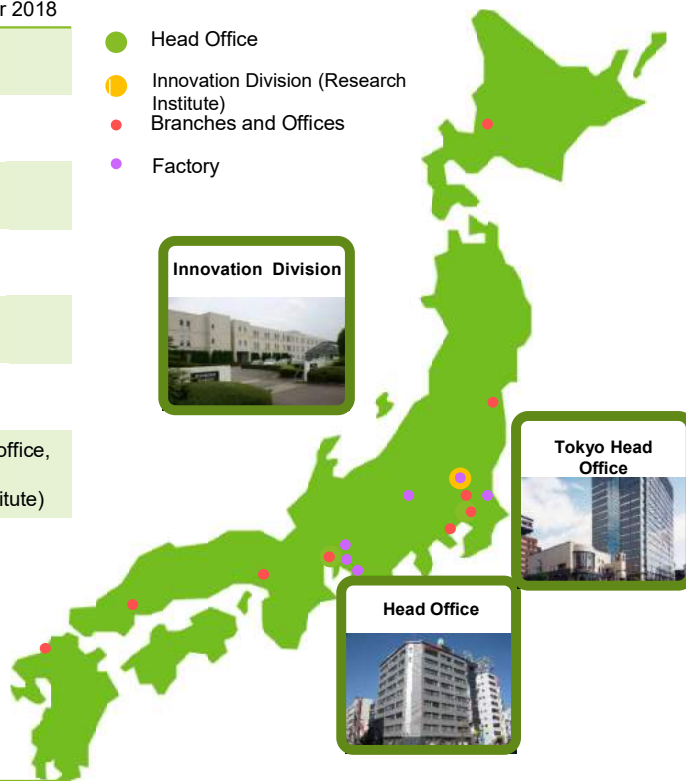 r 2018
Head Office
Innovation Division (Research
Institute)
Branches and Offices
Factory
Innovation Division
office,
itute)
Tokyo Head
Office
Head Office